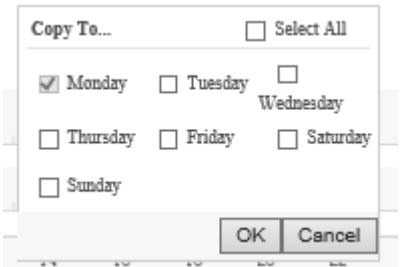 Copy To... Select All
Monday Tuesday
Wednesday
Thursday Friday Saturday
Sunday
OK Cancel